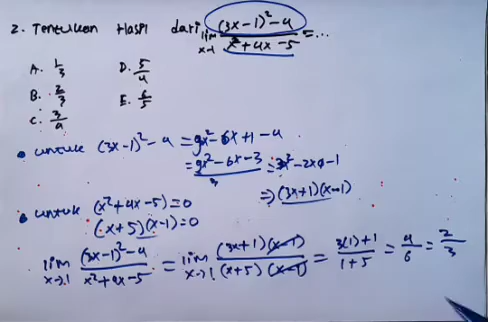 2. Tentukan Hasil dari lim x→1 (3x-1)² - 4 / x² + 4x - 5 = ...
A. 1/3 D. 5/4
B. 2/3 E. 6/5
C. 3/4
• untuk (3x-1)² - 4 = 9x² - 6x + 1 - 4
= 9x² - 6x - 3 / 3 = 3x² - 2x - 1
⇒ (3x+1)(x-1)
• untuk (x² + 4x - 5) = 0
(x+5)(x-1) = 0
lim x→1 (3x-1)² - 4 / x² + 4x - 5 = lim x→1 (3x+1)(x-1) / (x+5)(x-1) = 3(1)+1 / 1+5 = 4/6 = 2/3